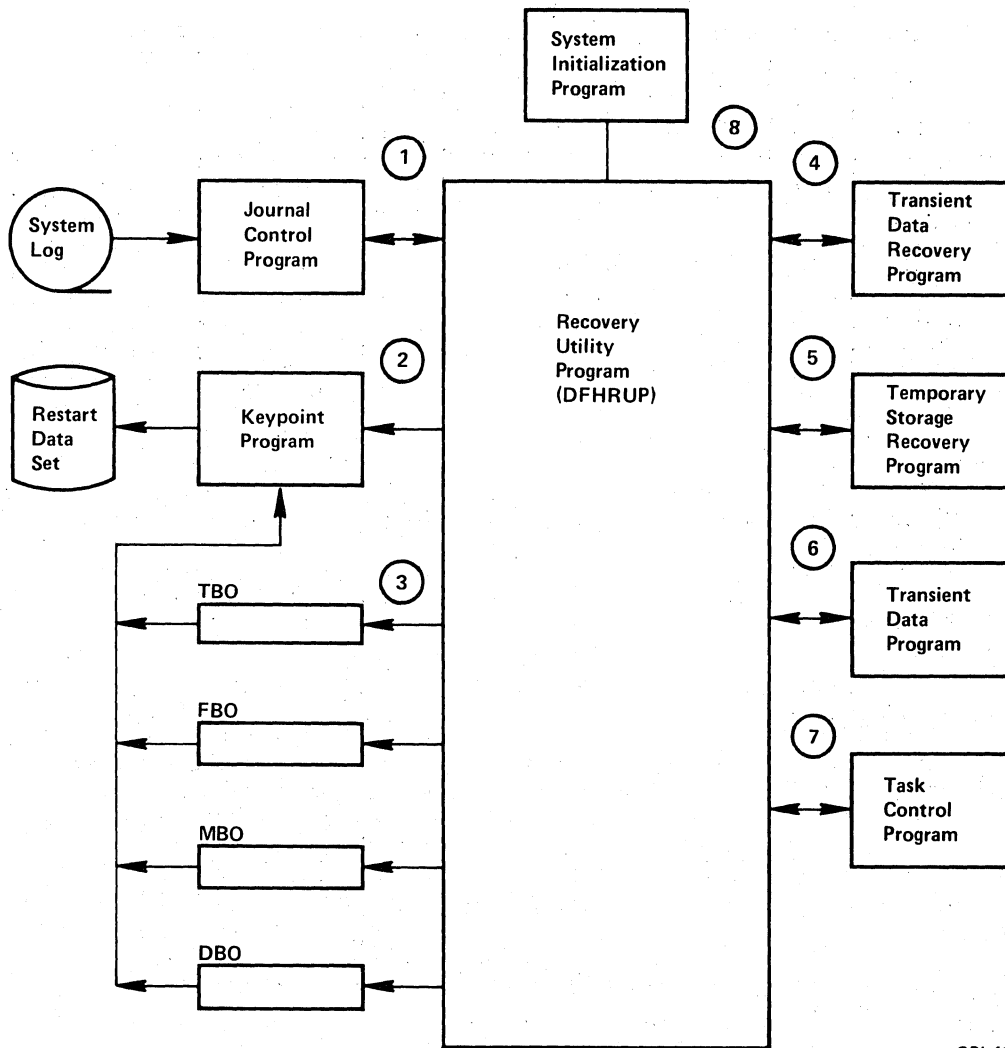 System
Initialization
Program
8
1
4
System
Log
Journal
Control
Program
Transient
Data
Recovery
Program
Recovery
Utility
Program
(DFHRUP)
2
5
Restart
Data
Set
Keypoint
Program
Temporary
Storage
Recovery
Program
3
6
TBO
Transient
Data
Program
FBO
7
Task
Control
Program
MBO
DBO